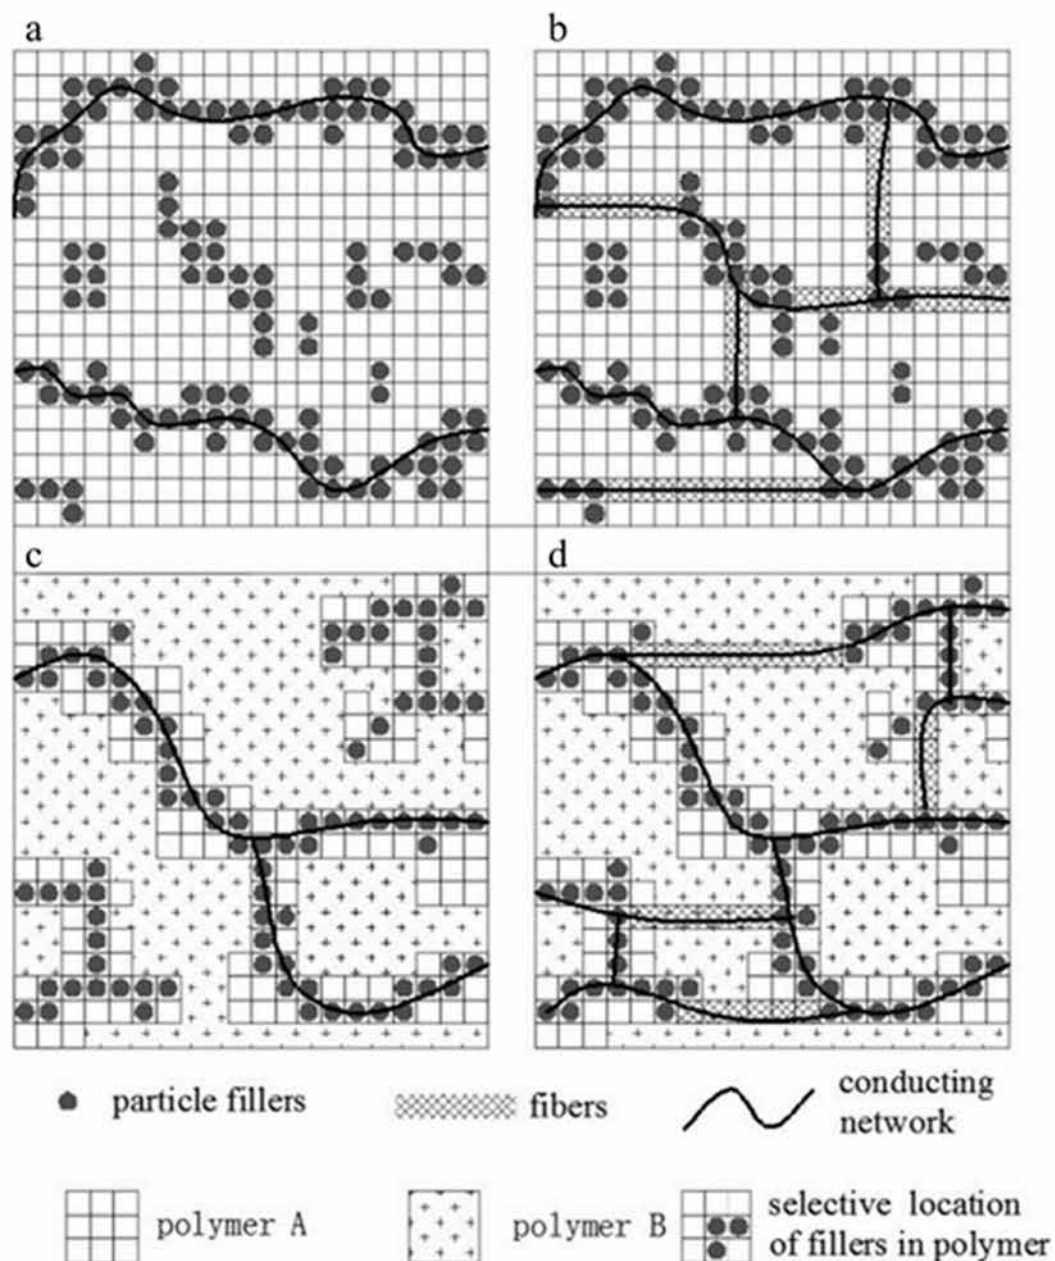 a
b
c
d
particle fillers
fibers
conducting
network
polymer A
polymer B
selective location
of fillers in polymer